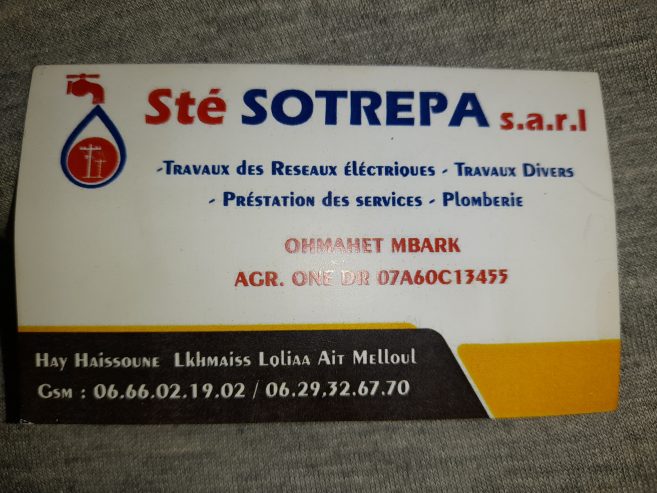 Sté SOTREPA s.a.r.l
-Travaux des Reseaux éléctriques - Travaux Divers
- Préstation des services - Plomberie
OHMAHET MBARK
AGR. ONE DR 07A60C13455
Hay Haissoune Lkhmaiss Loliaa Ait Melloul
Gsm : 06.66.02.19.02 / 06.29.32.67.70